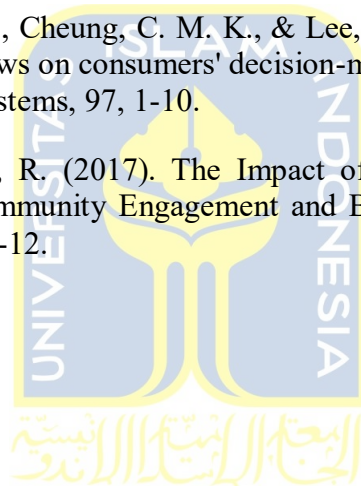 ., Cheung, C. M. K., & Lee,
ws on consumers' decision-m
stems, 97, 1-10.
, R. (2017). The Impact of
mmunity Engagement and E
-12.
UNIVERSITAS ISLAM INDONESIA